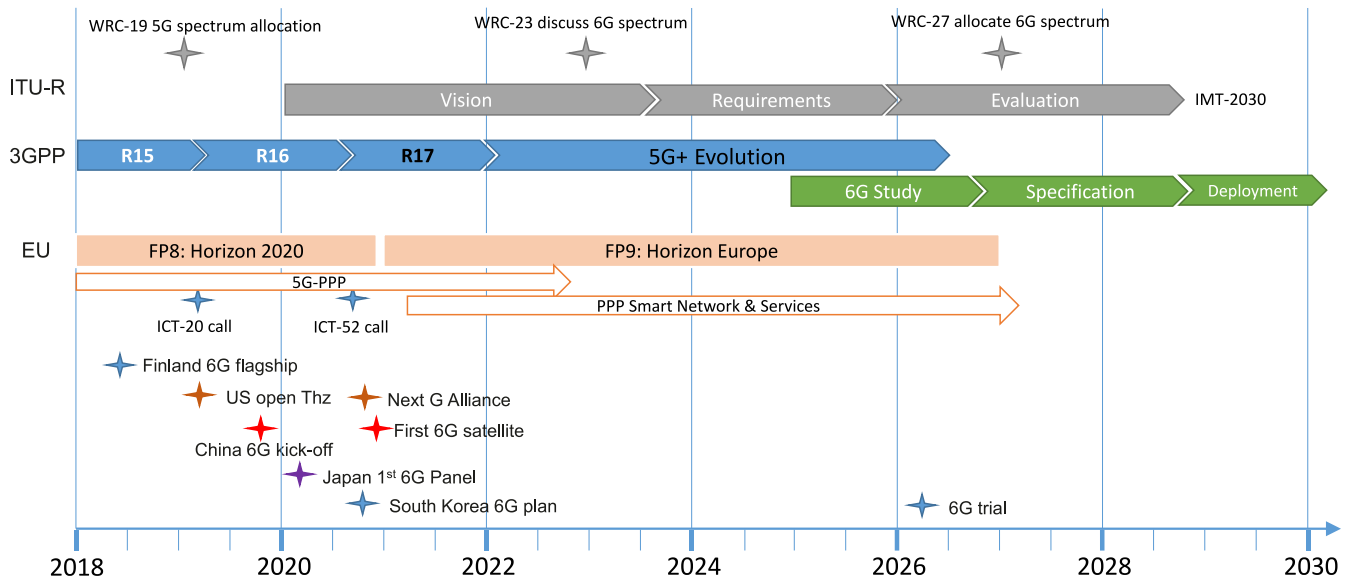 WRC-19 5G spectrum allocation
WRC-23 discuss 6G spectrum
WRC-27 allocate 6G spectrum
ITU-R
Vision
Requirements
Evaluation
IMT-2030
3GPP
R15
R16
R17
5G+ Evolution
6G Study
Specification
Deployment
EU
FP8: Horizon 2020
FP9: Horizon Europe
5G-PPP
PPP Smart Network & Services
ICT-20 call
ICT-52 call
Finland 6G flagship
US open Thz
Next G Alliance
First 6G satellite
China 6G kick-off
Japan 1st 6G Panel
South Korea 6G plan
6G trial
2018
2020
2022
2024
2026
2028
2030